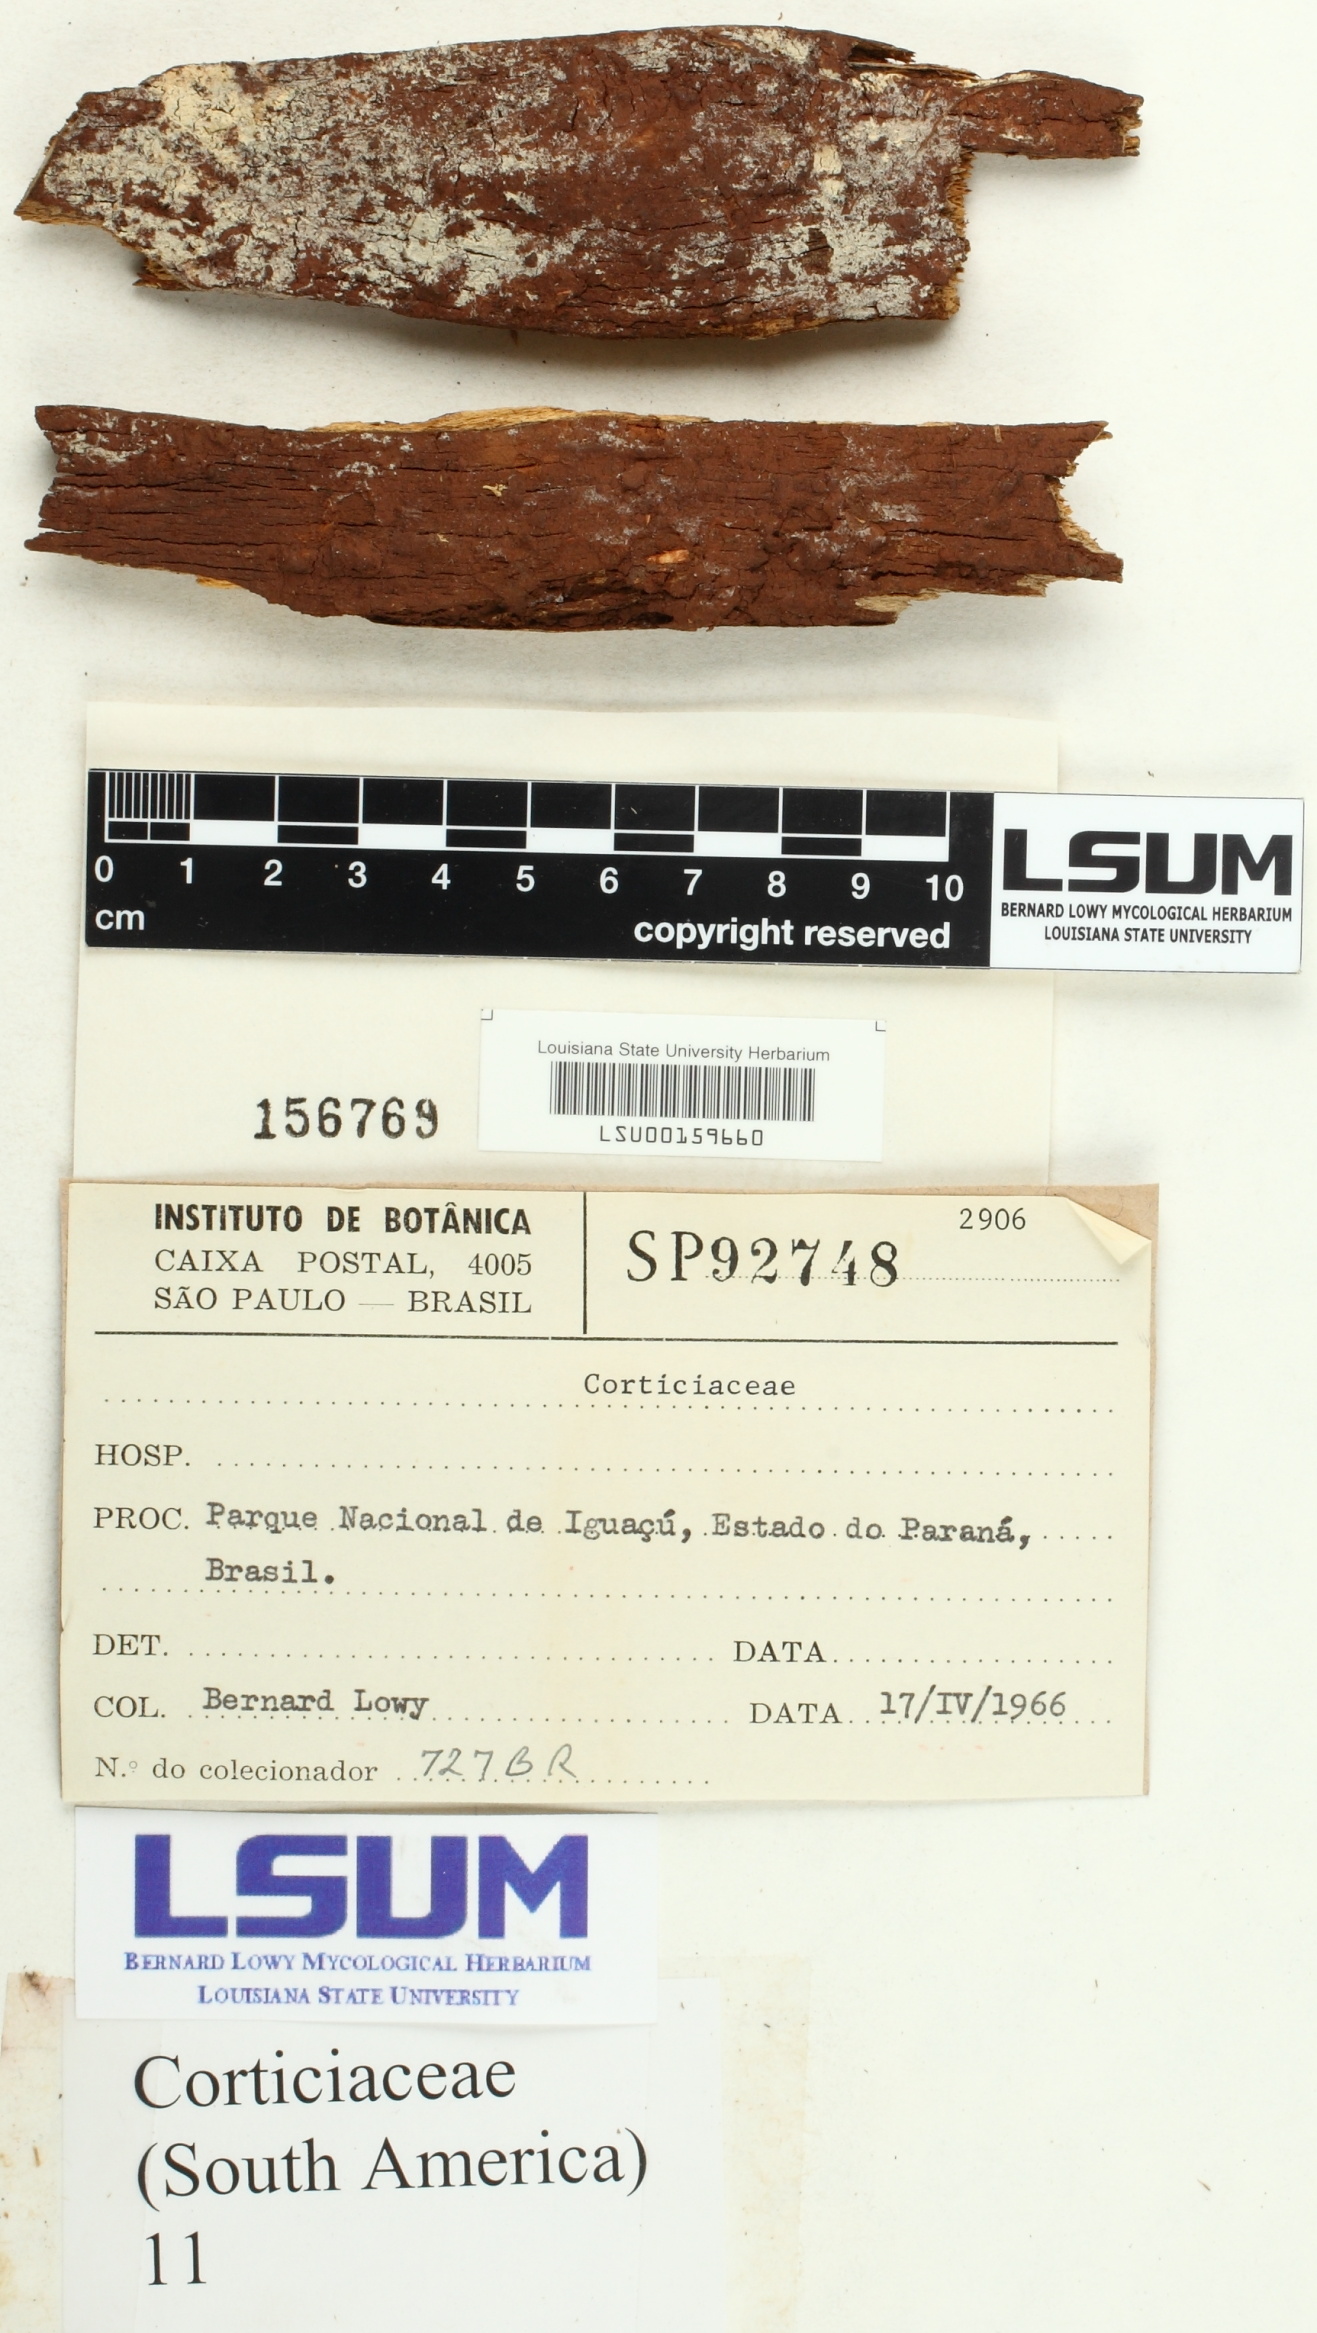 0 1 2 3 4 5 6 7 8 9 10
cm
copyright reserved
LSUM
BERNARD LOWY MYCOLOGICAL HERBARIUM
LOUISIANA STATE UNIVERSITY
Louisiana State University Herbarium
LSU00159660
156769
INSTITUTO DE BOTÂNICA
CAIXA POSTAL, 4005
SÃO PAULO — BRASIL
2906
SP92748
Corticiaceae
HOSP.
PROC. Parque Nacional de Iguaçú, Estado do Paraná,
Brasil.
DET. DATA
COL. Bernard Lowy DATA 17/IV/1966
N.º do colecionador 727BR
LSUM
BERNARD LOWY MYCOLOGICAL HERBARIUM
LOUISIANA STATE UNIVERSITY
Corticiaceae
(South America)
11